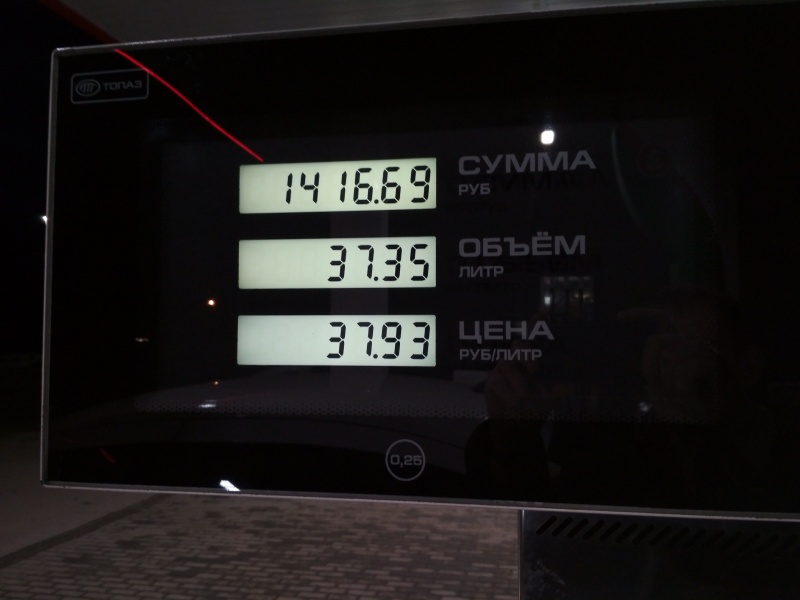 ТОПАЗ
1416.69
СУММА
РУБ
37.35
ОБЪЁМ
ЛИТР
37.93
ЦЕНА
РУБ/ЛИТР
0,25